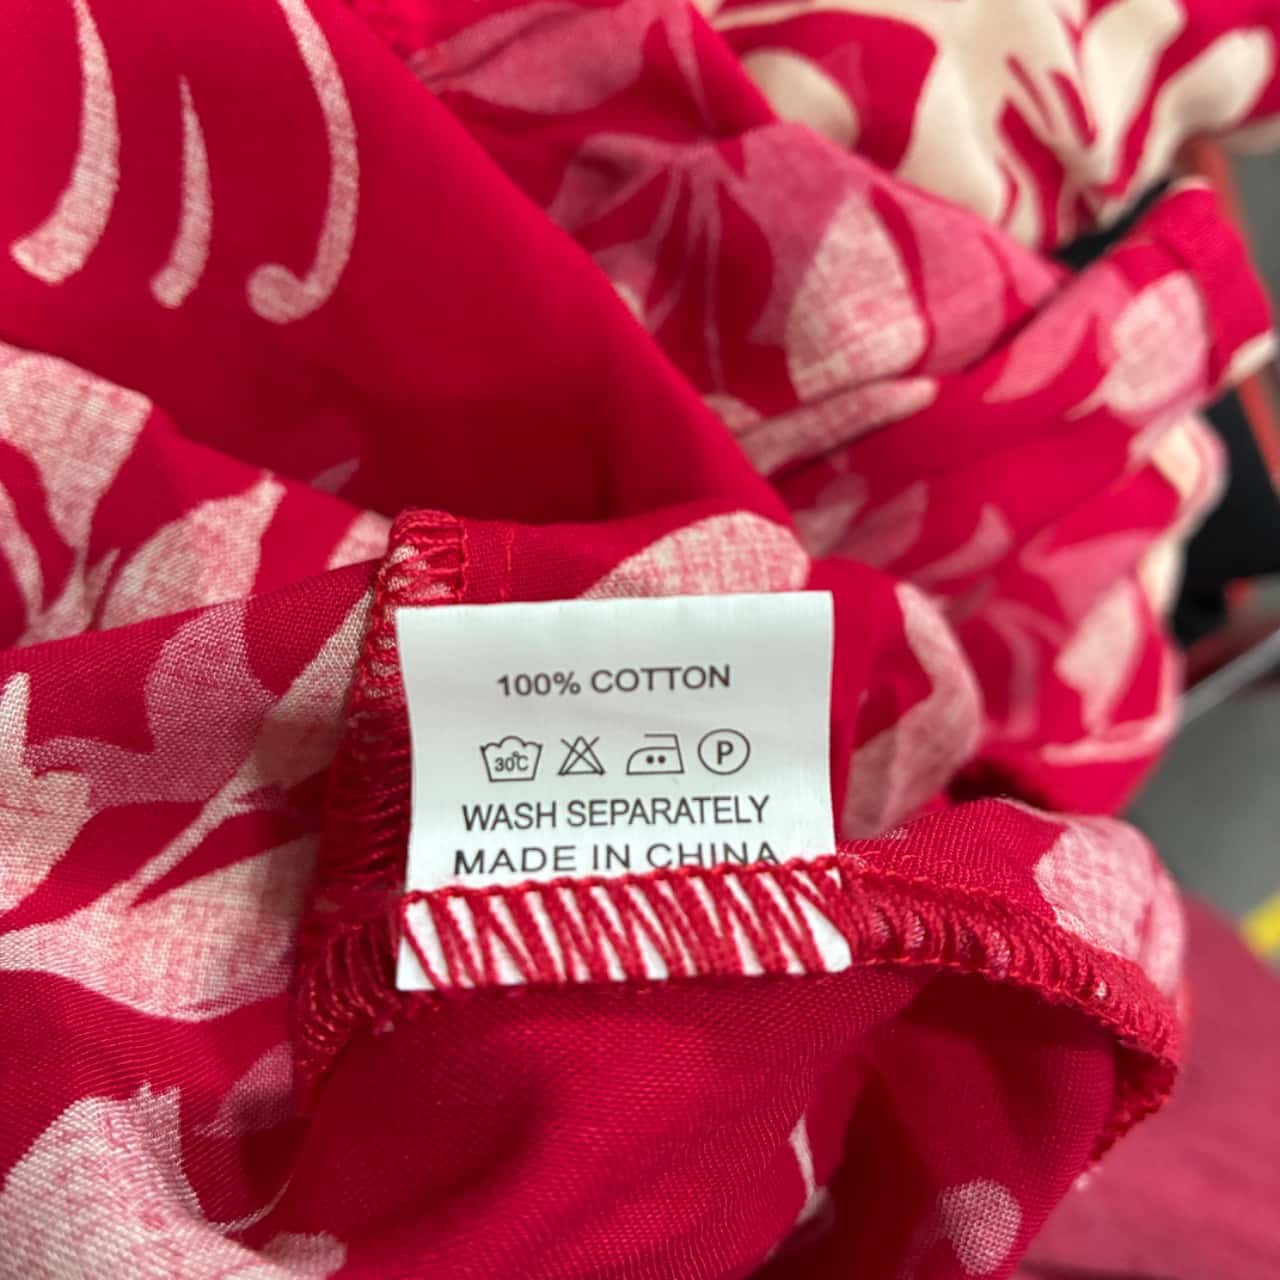 100% COTTON
30℃ P
WASH SEPARATELY
MADE IN CHINA